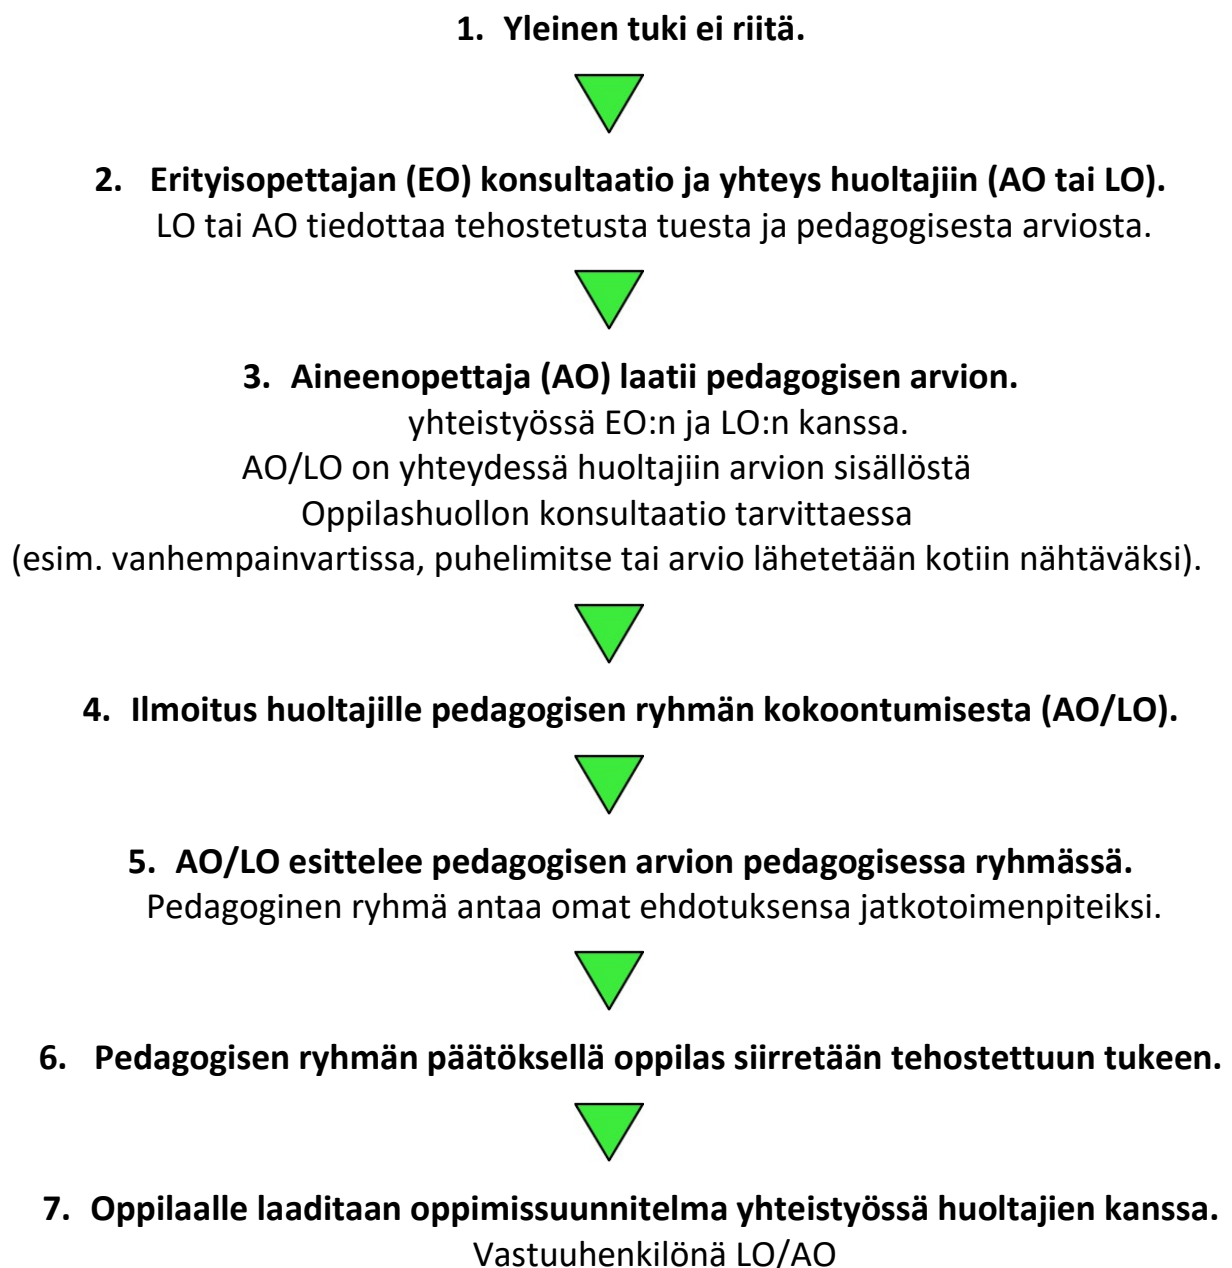 1. Yleinen tuki ei riitä.
2. Erityisopettajan (EO) konsultaatio ja yhteys huoltajiin (AO tai LO).
LO tai AO tiedottaa tehostetusta tuesta ja pedagogisesta arviosta.
3. Aineenopettaja (AO) laatii pedagogisen arvion.
yhteistyössä EO:n ja LO:n kanssa.
AO/LO on yhteydessä huoltajiin arvion sisällöstä
Oppilashuollon konsultaatio tarvittaessa
(esim. vanhempainvartissa, puhelimitse tai arvio lähetetään kotiin nähtäväksi).
4. Ilmoitus huoltajille pedagogisen ryhmän kokoontumisesta (AO/LO).
5. AO/LO esittelee pedagogisen arvion pedagogisessa ryhmässä.
Pedagoginen ryhmä antaa omat ehdotuksensa jatkotoimenpiteiksi.
6. Pedagogisen ryhmän päätöksellä oppilas siirretään tehostettuun tukeen.
7. Oppilaalle laaditaan oppimissuunnitelma yhteistyössä huoltajien kanssa.
Vastuuhenkilönä LO/AO